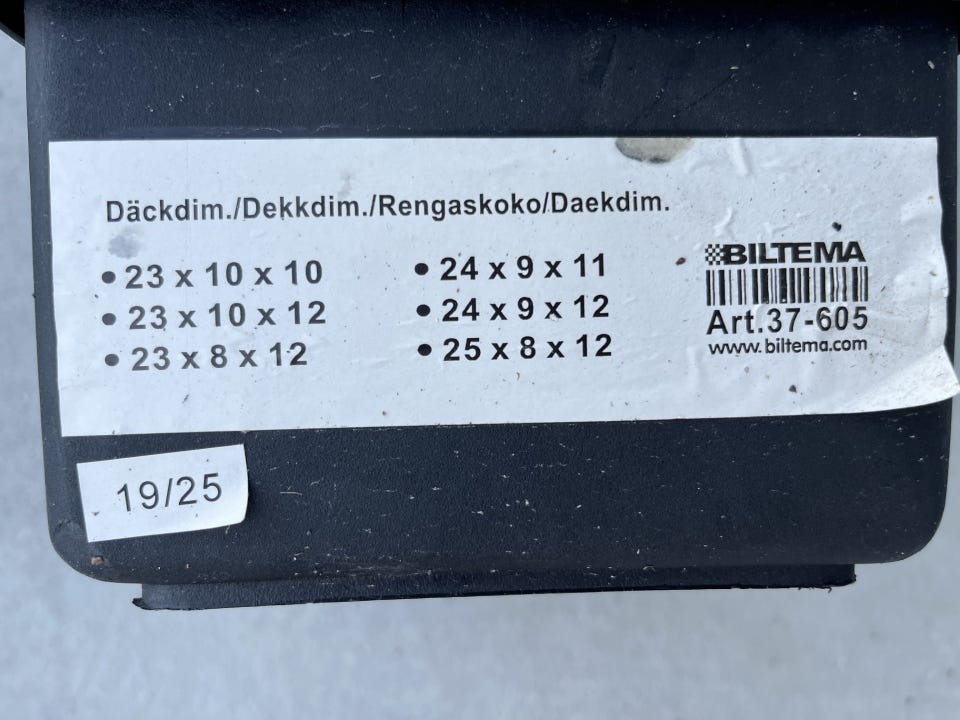 Däckdim./Dekkdim./Rengaskoko/Daekdim.
• 23 x 10 x 10
• 23 x 10 x 12
• 23 x 8 x 12
• 24 x 9 x 11
• 24 x 9 x 12
• 25 x 8 x 12
BILTEMA
Art.37-605
www.biltema.com
19/25